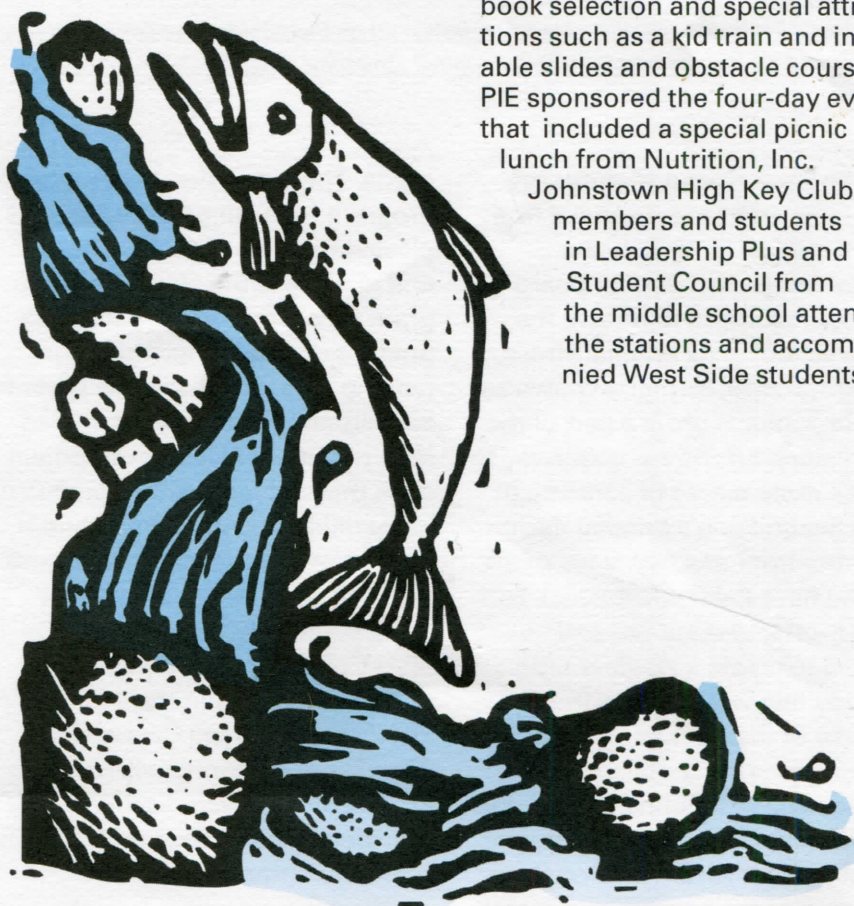 book selection and special att
tions such as a kid train and in
able slides and obstacle cours
PIE sponsored the four-day ev
that included a special picnic
lunch from Nutrition, Inc.
Johnstown High Key Club
members and students
in Leadership Plus and
Student Council from
the middle school atten
the stations and accom
nied West Side students